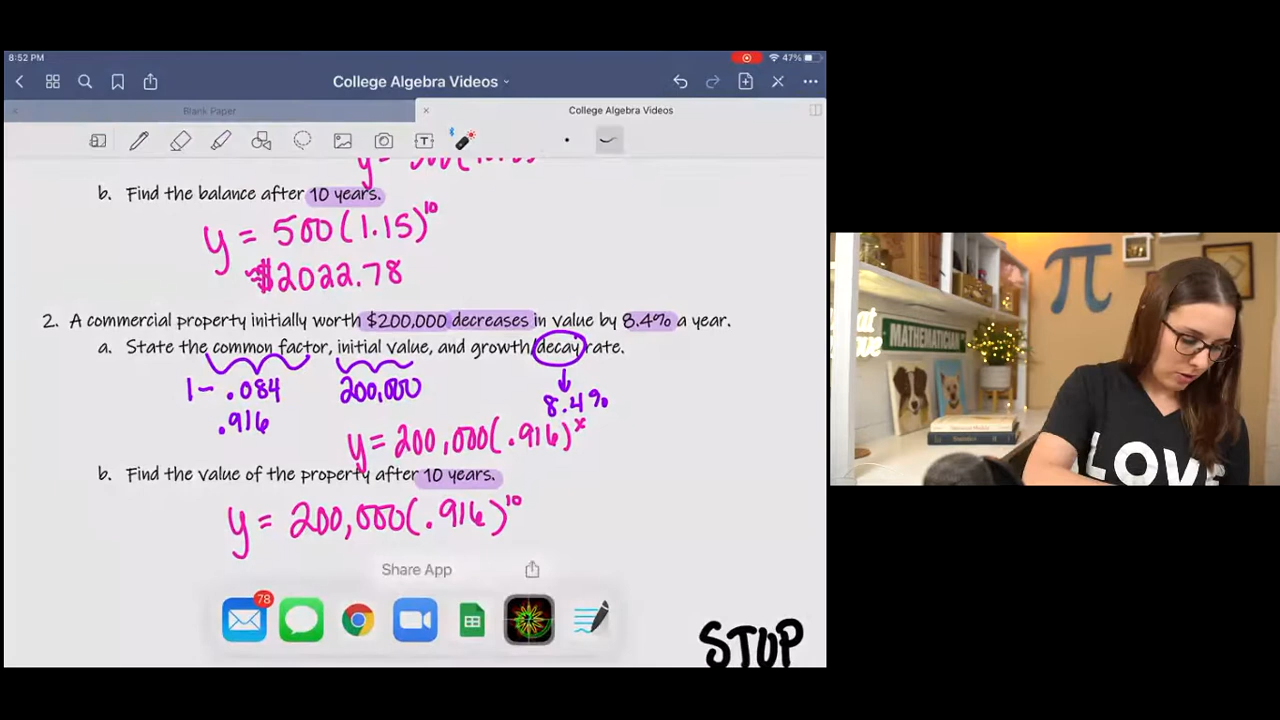 8:52 PM
47%
College Algebra Videos
Blank Paper
College Algebra Videos
b. Find the balance after 10 years.
y = 500(1.15)^10
$2022.78
2. A commercial property initially worth $200,000 decreases in value by 8.4% a year.
a. State the common factor, initial value, and growth/decay rate.
1 - .084
200,000
8.4%
.916
y = 200,000(.916)^x
b. Find the value of the property after 10 years.
y = 200,000(.916)^10
Share App
78
STOP
MATHEMATICIAN
π
LOVE